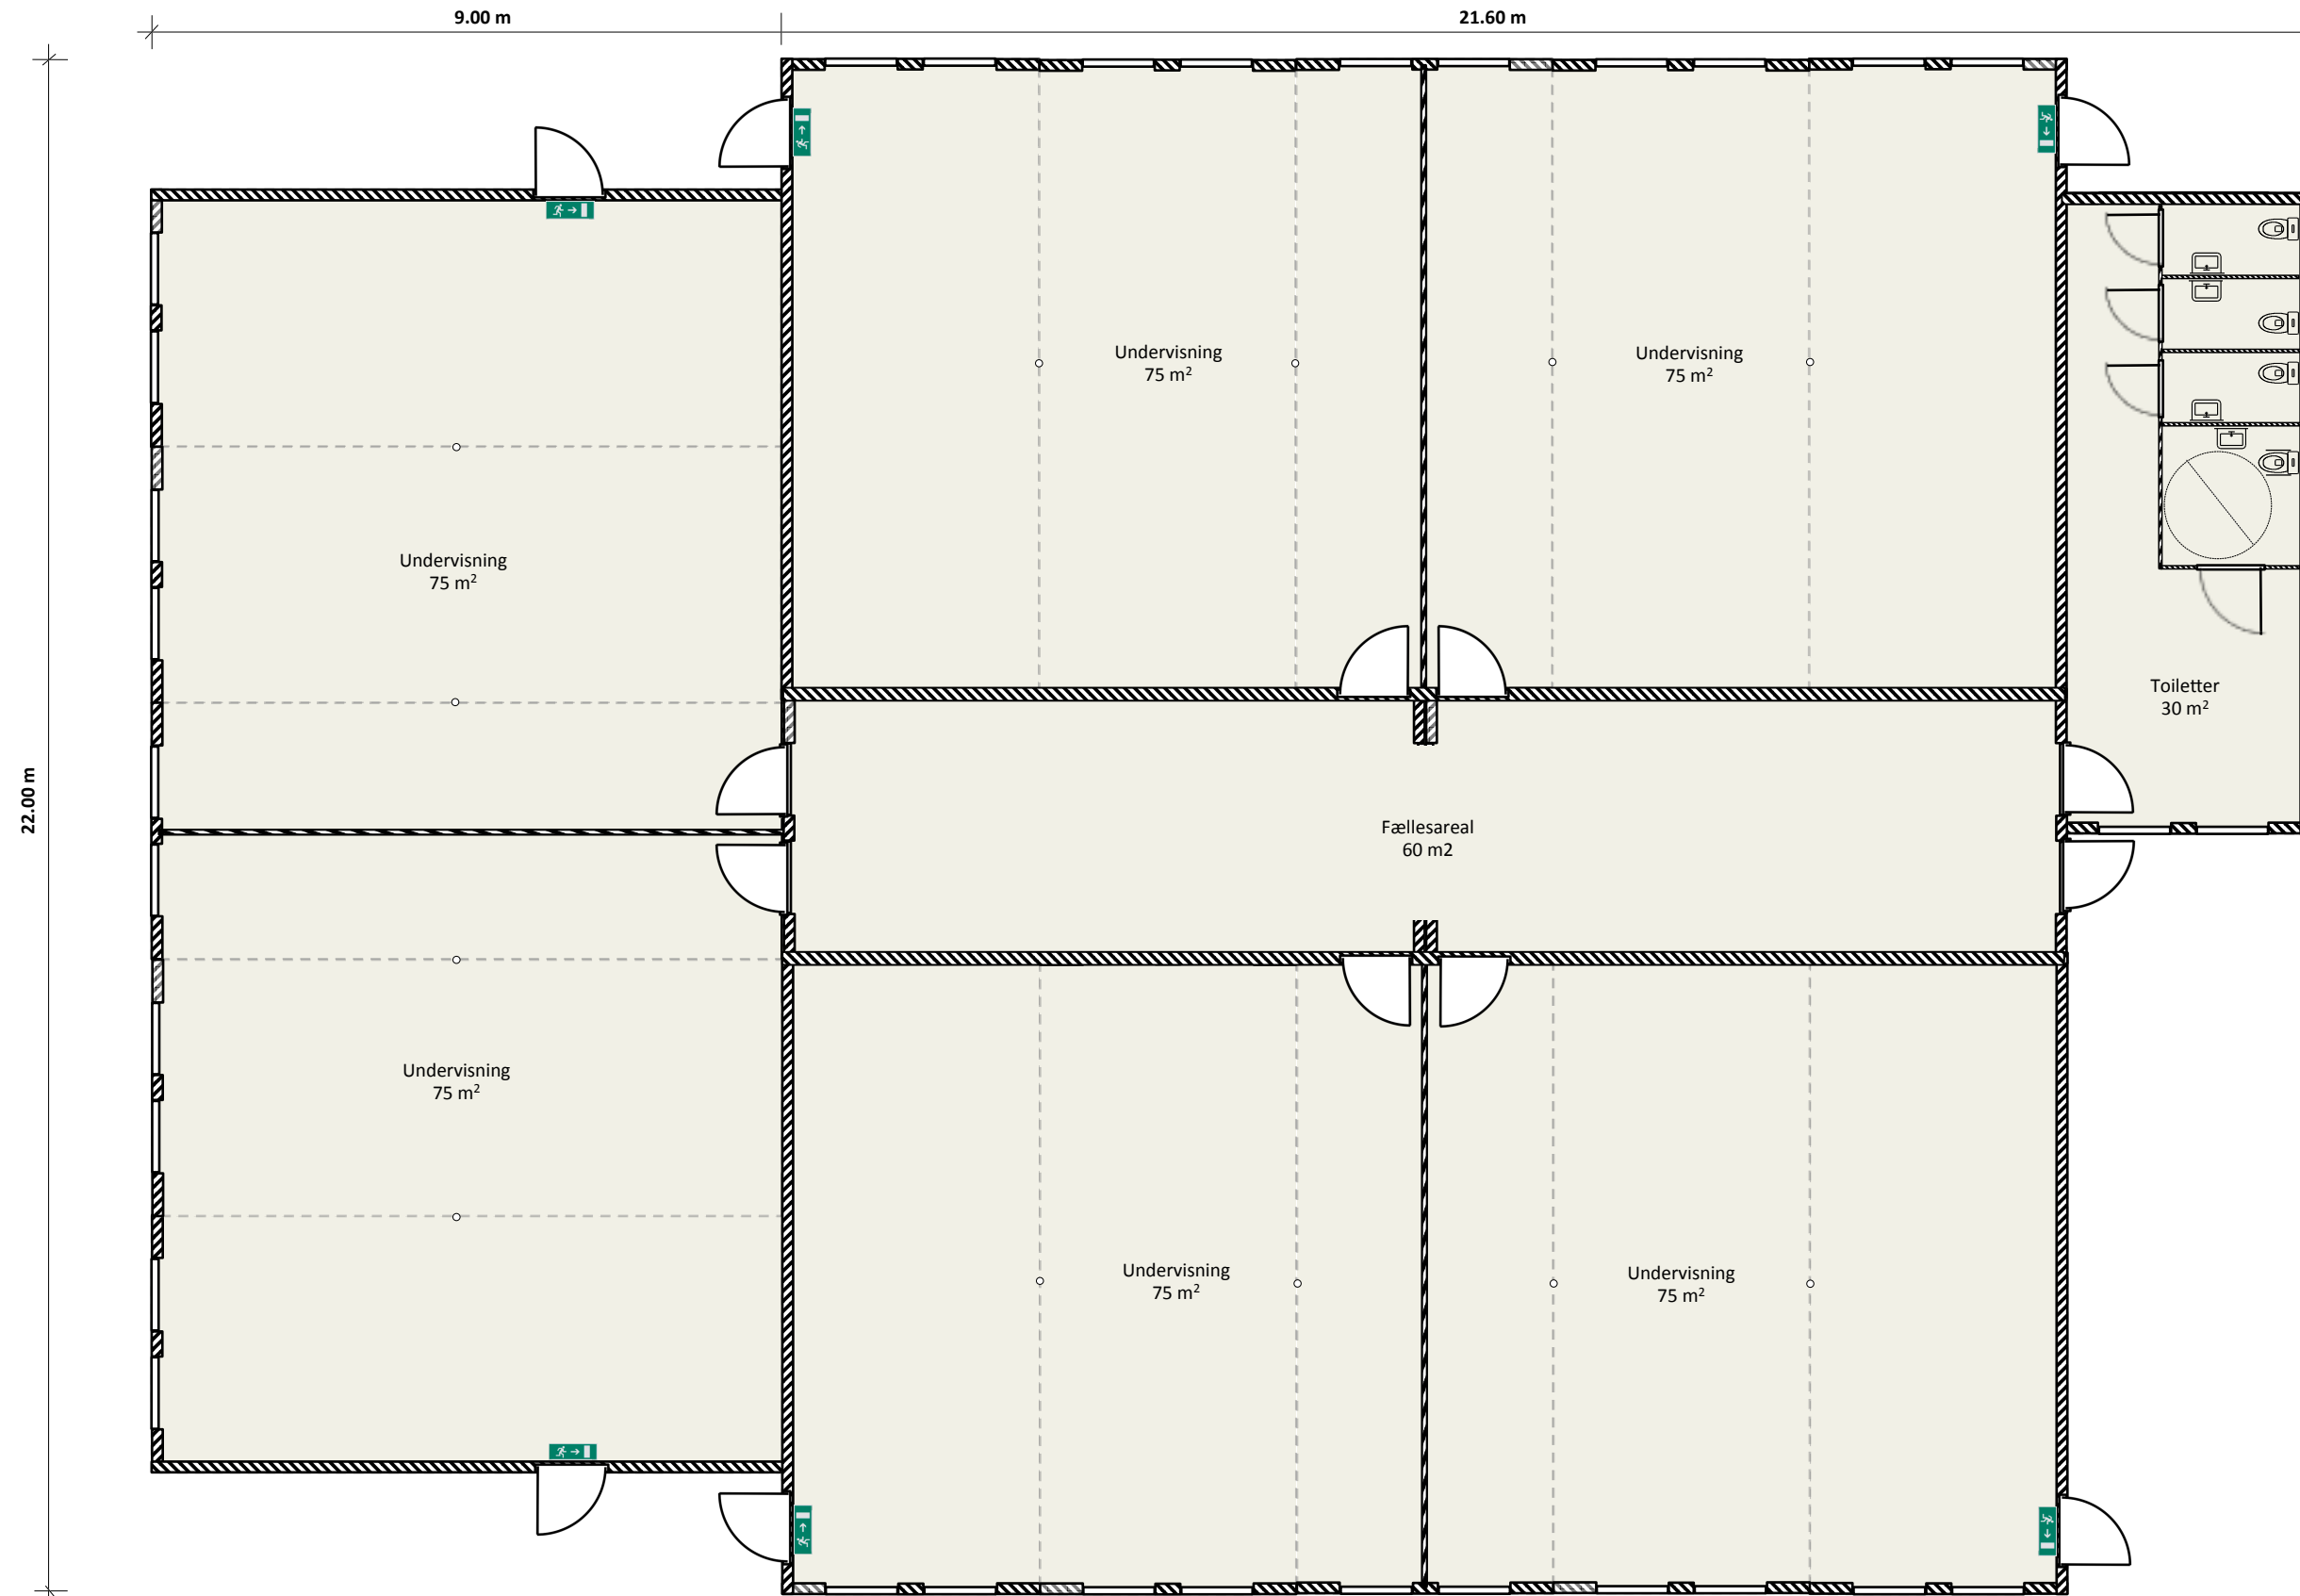 9.00 m
21.60 m
22.00 m
Undervisning
75 m²
Undervisning
75 m²
Undervisning
75 m²
Toiletter
30 m²
Fællesareal
60 m2
Undervisning
75 m²
Undervisning
75 m²
Undervisning
75 m²